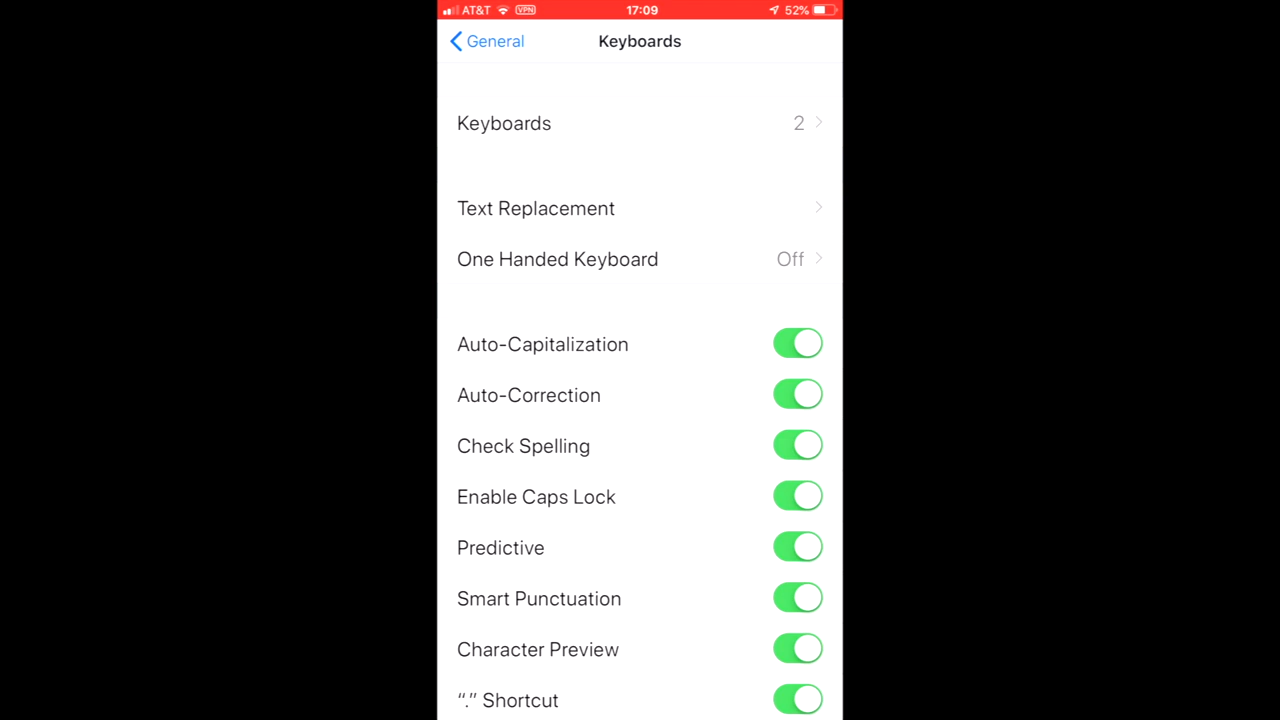 AT&T VPN 17:09 52%
General Keyboards
Keyboards 2
Text Replacement
One Handed Keyboard Off
Auto-Capitalization
Auto-Correction
Check Spelling
Enable Caps Lock
Predictive
Smart Punctuation
Character Preview
“.” Shortcut